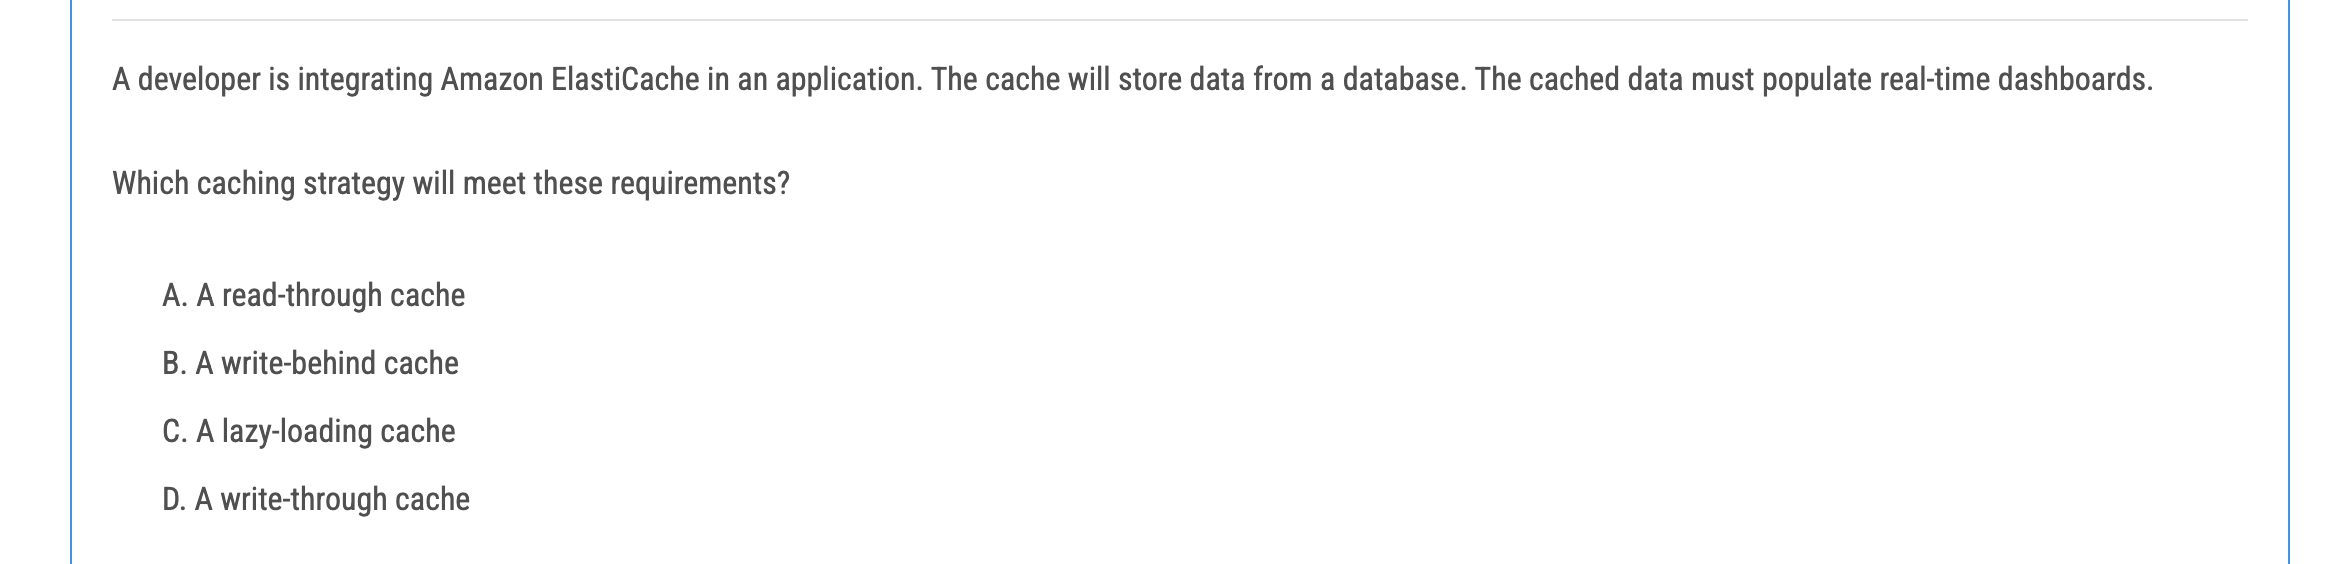 A developer is integrating Amazon ElastiCache in an application. The cache will store data from a database. The cached data must populate real-time dashboards.
Which caching strategy will meet these requirements?
A. A read-through cache
B. A write-behind cache
C. A lazy-loading cache
D. A write-through cache